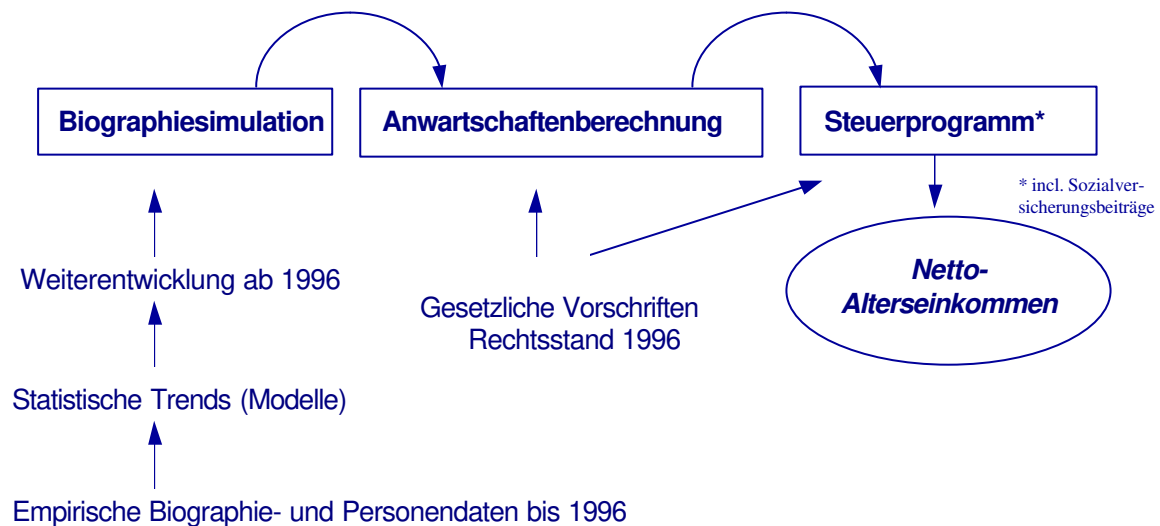 Biographiesimulation
Anwartschaftenberechnung
Steuerprogramm*
* incl. Sozialver-
sicherungsbeiträge
Weiterentwicklung ab 1996
Gesetzliche Vorschriften
Rechtsstand 1996
Netto-
Alterseinkommen
Statistische Trends (Modelle)
Empirische Biographie- und Personendaten bis 1996